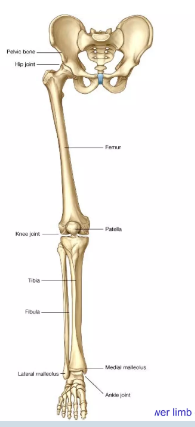 Pelvic bone
Hip joint
Femur
Patella
Knee joint
Tibia
Fibula
Medial malleolus
Lateral malleolus
Ankle joint
wer limb